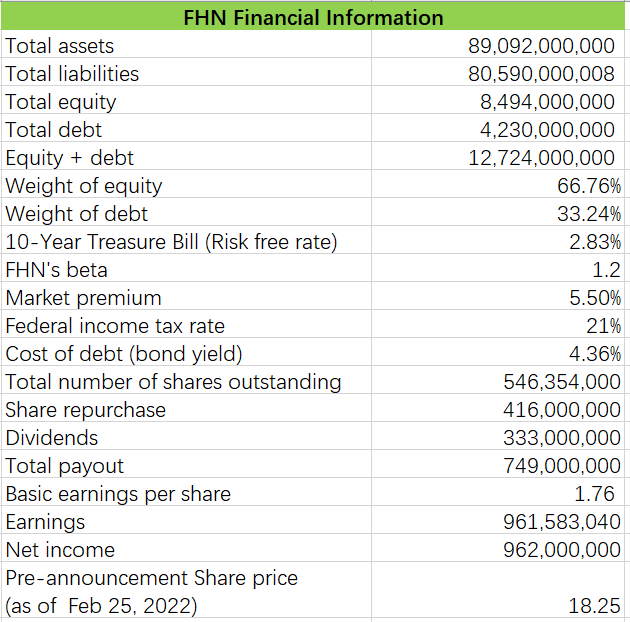 FHN Financial Information
Total assets 89,092,000,000
Total liabilities 80,590,000,008
Total equity 8,494,000,000
Total debt 4,230,000,000
Equity + debt 12,724,000,000
Weight of equity 66.76%
Weight of debt 33.24%
10-Year Treasure Bill (Risk free rate) 2.83%
FHN's beta 1.2
Market premium 5.50%
Federal income tax rate 21%
Cost of debt (bond yield) 4.36%
Total number of shares outstanding 546,354,000
Share repurchase 416,000,000
Dividends 333,000,000
Total payout 749,000,000
Basic earnings per share 1.76
Earnings 961,583,040
Net income 962,000,000
Pre-announcement Share price
(as of Feb 25, 2022) 18.25